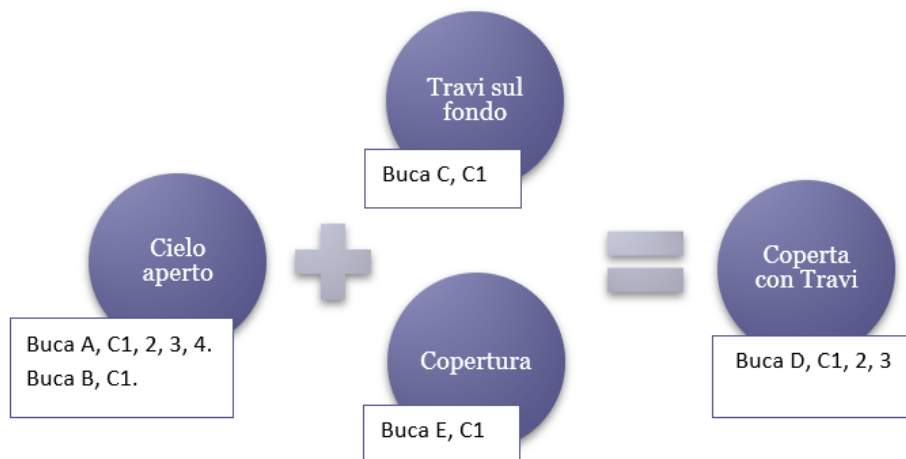 Travi sul
fondo
Buca C, C1
Cielo
aperto
Buca A, C1, 2, 3, 4.
Buca B, C1.
Copertura
Buca E, C1
Coperta
con Travi
Buca D, C1, 2, 3